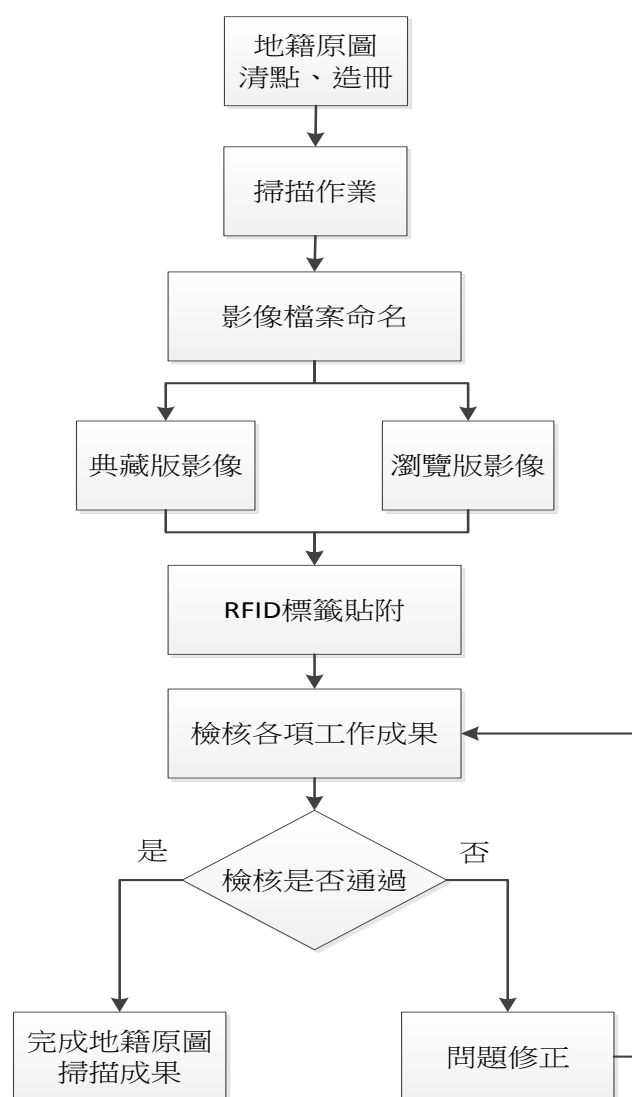 地籍原圖
清點、造冊
掃描作業
影像檔案命名
典藏版影像
瀏覽版影像
RFID標籤貼附
檢核各項工作成果
是
否
檢核是否通過
完成地籍原圖
掃描成果
問題修正